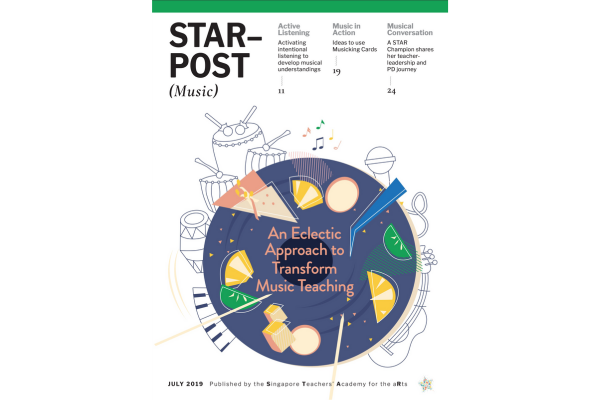 STAR–
POST
(Music)
Active
Listening
Activating
intentional
listening to
develop musical
understandings
11
Music in
Action
Ideas to use
Musicking Cards
19
Musical
Conversation
A STAR
Champion shares
her teacher-
leadership and
PD journey
24
An Eclectic
Approach to
Transform
Music Teaching
JULY 2019 Published by the Singapore Teachers' Academy for the aRts